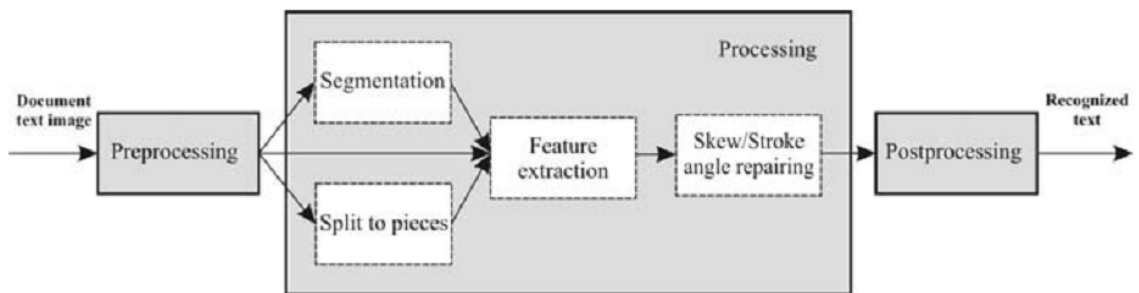 Document
text image
Preprocessing
Segmentation
Split to pieces
Processing
Feature
extraction
Skew/Stroke
angle repairing
Postprocessing
Recognized
text